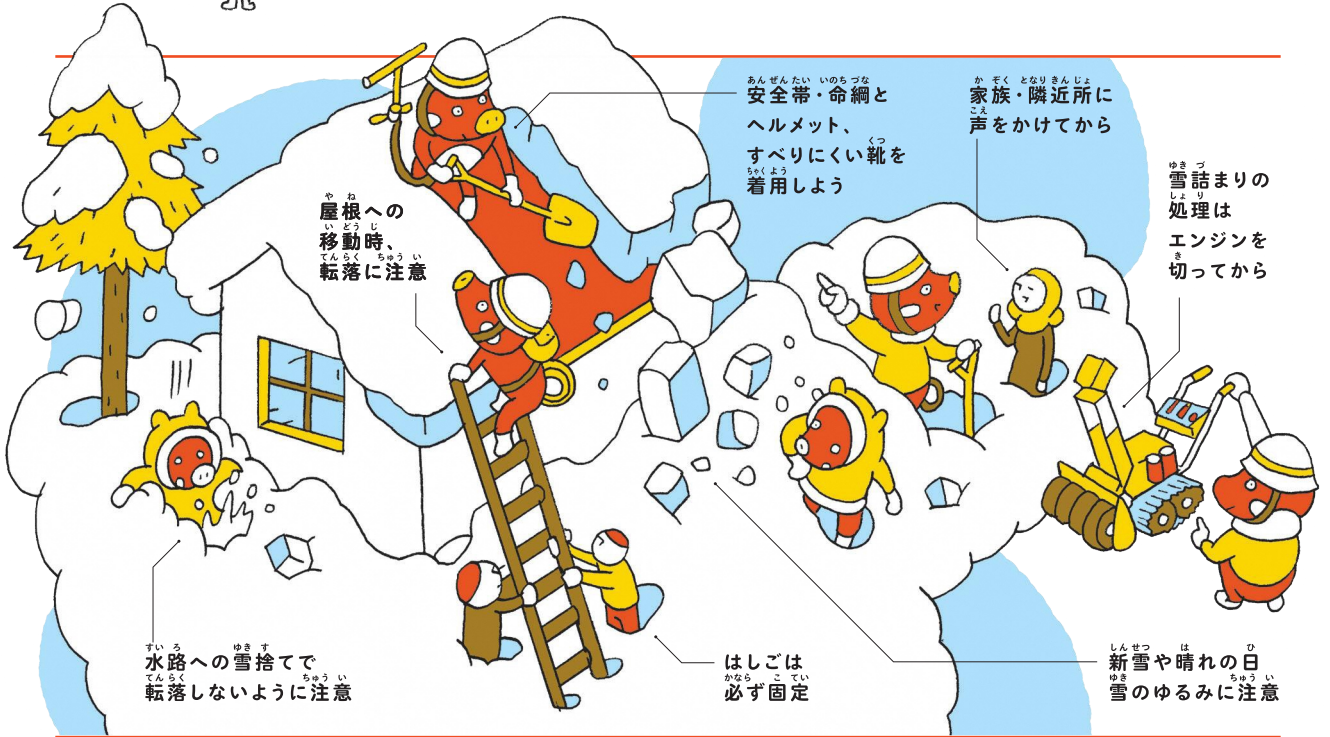 安全帯・命綱と
ヘルメット、
すべりにくい靴を
着用しよう
家族・隣近所に
声をかけてから
雪詰まりの
処理は
エンジンを
切ってから
屋根への
移動時、
転落に注意
水路への雪捨てで
転落しないように注意
はしごは
必ず固定
新雪や晴れの日
雪のゆるみに注意